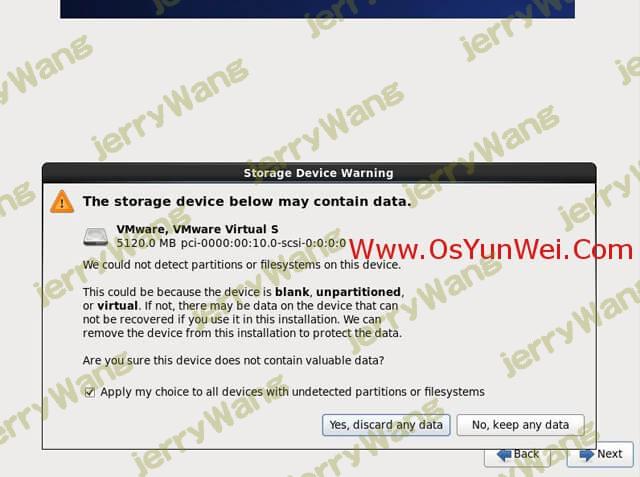 Storage Device Warning
The storage device below may contain data.
VMware, VMware Virtual S
5120.0 MB pci-0000:00:10.0-scsi-0:0:0:0
Www.OsYunWei.Com
We could not detect partitions or filesystems on this device.
This could be because the device is blank, unpartitioned,
or virtual. If not, there may be data on the device that can
not be recovered if you use it in this installation. We can
remove the device from this installation to protect the data.
Are you sure this device does not contain valuable data?
Apply my choice to all devices with undetected partitions or filesystems
Yes, discard any data
No, keep any data
Back
Next
jerryWang
jerryWang
jerryWang
jerryWang
jerryWang
jerryWang
jerryWang
jerryWang
jerryWang
jerryWang
jerryWang